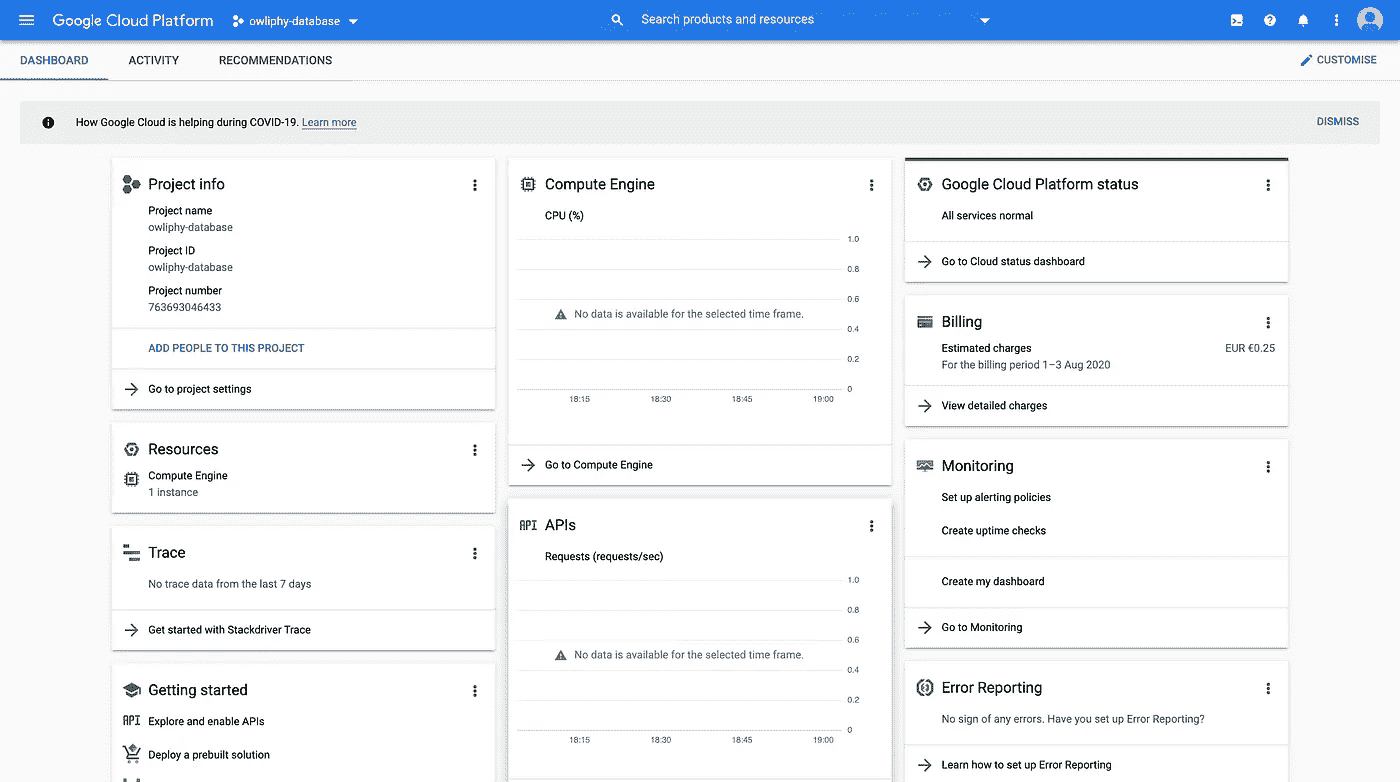 Google Cloud Platform
owliphy-database
Search products and resources
DASHBOARD
ACTIVITY
RECOMMENDATIONS
CUSTOMISE
How Google Cloud is helping during COVID-19. Learn more
DISMISS
Project info
Project name
owliphy-database
Project ID
owliphy-database
Project number
763693046433
ADD PEOPLE TO THIS PROJECT
Go to project settings
Resources
Compute Engine
1 instance
Trace
No trace data from the last 7 days
Get started with Stackdriver Trace
Getting started
API Explore and enable APIs
Deploy a prebuilt solution
Compute Engine
CPU (%)
1.0
0.8
0.6
No data is available for the selected time frame.
0.4
0.2
0
18:15 18:30 18:45 19:00
Go to Compute Engine
API APIs
Requests (requests/sec)
1.0
0.8
0.6
No data is available for the selected time frame.
0.4
0.2
0
18:15 18:30 18:45 19:00
Google Cloud Platform status
All services normal
Go to Cloud status dashboard
Billing
Estimated charges EUR €0.25
For the billing period 1–3 Aug 2020
View detailed charges
Monitoring
Set up alerting policies
Create uptime checks
Create my dashboard
Go to Monitoring
Error Reporting
No sign of any errors. Have you set up Error Reporting?
Learn how to set up Error Reporting